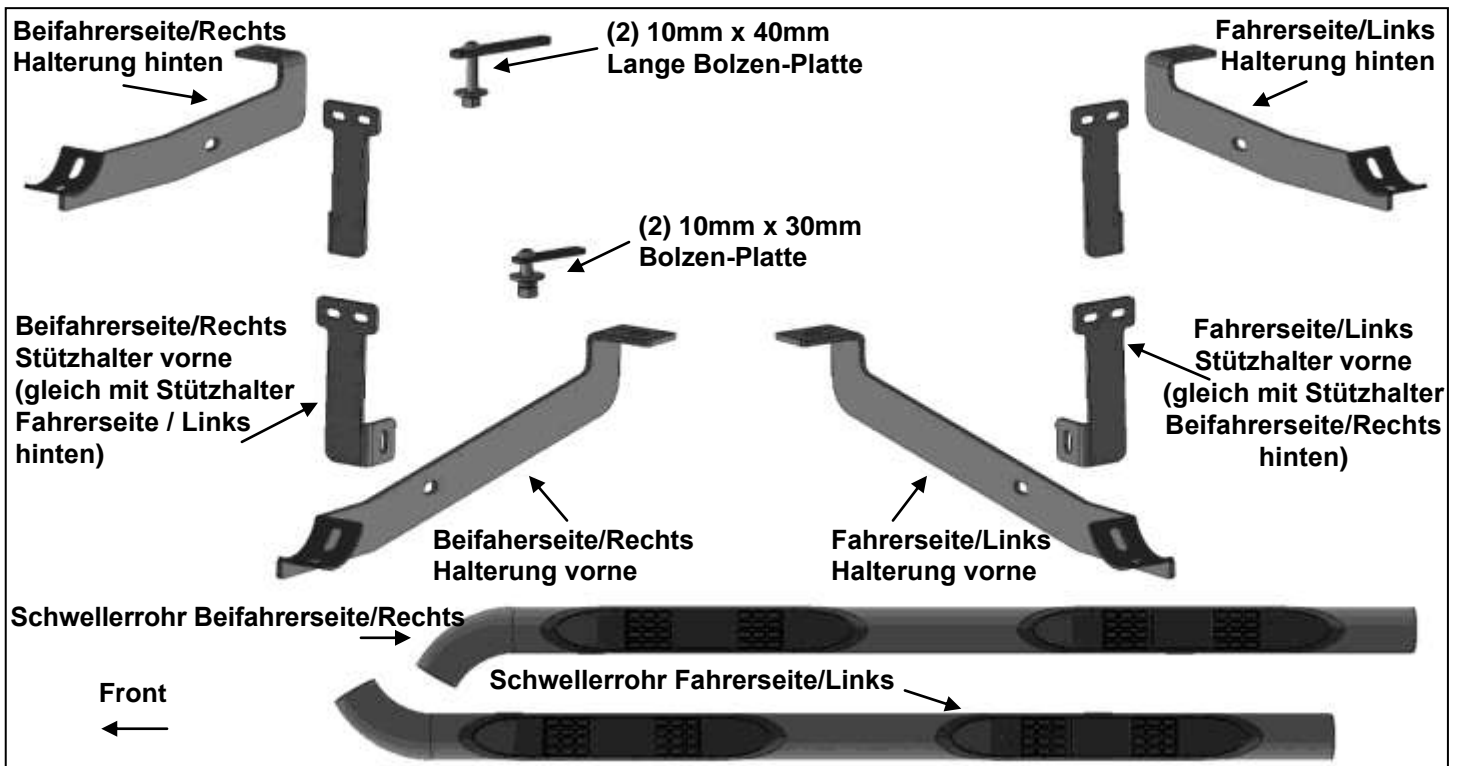 Beifahrerseite/Rechts
Halterung hinten
(2) 10mm x 40mm
Lange Bolzen-Platte
Fahrerseite/Links
Halterung hinten
(2) 10mm x 30mm
Bolzen-Platte
Beifahrerseite/Rechts
Stützhalter vorne
(gleich mit Stützhalter
Fahrerseite / Links
hinten)
Fahrerseite/Links
Stützhalter vorne
(gleich mit Stützhalter
Beifahrerseite/Rechts
hinten)
Beifaherseite/Rechts
Halterung vorne
Fahrerseite/Links
Halterung vorne
Schwellerrohr Beifahrerseite/Rechts
Schwellerrohr Fahrerseite/Links
Front